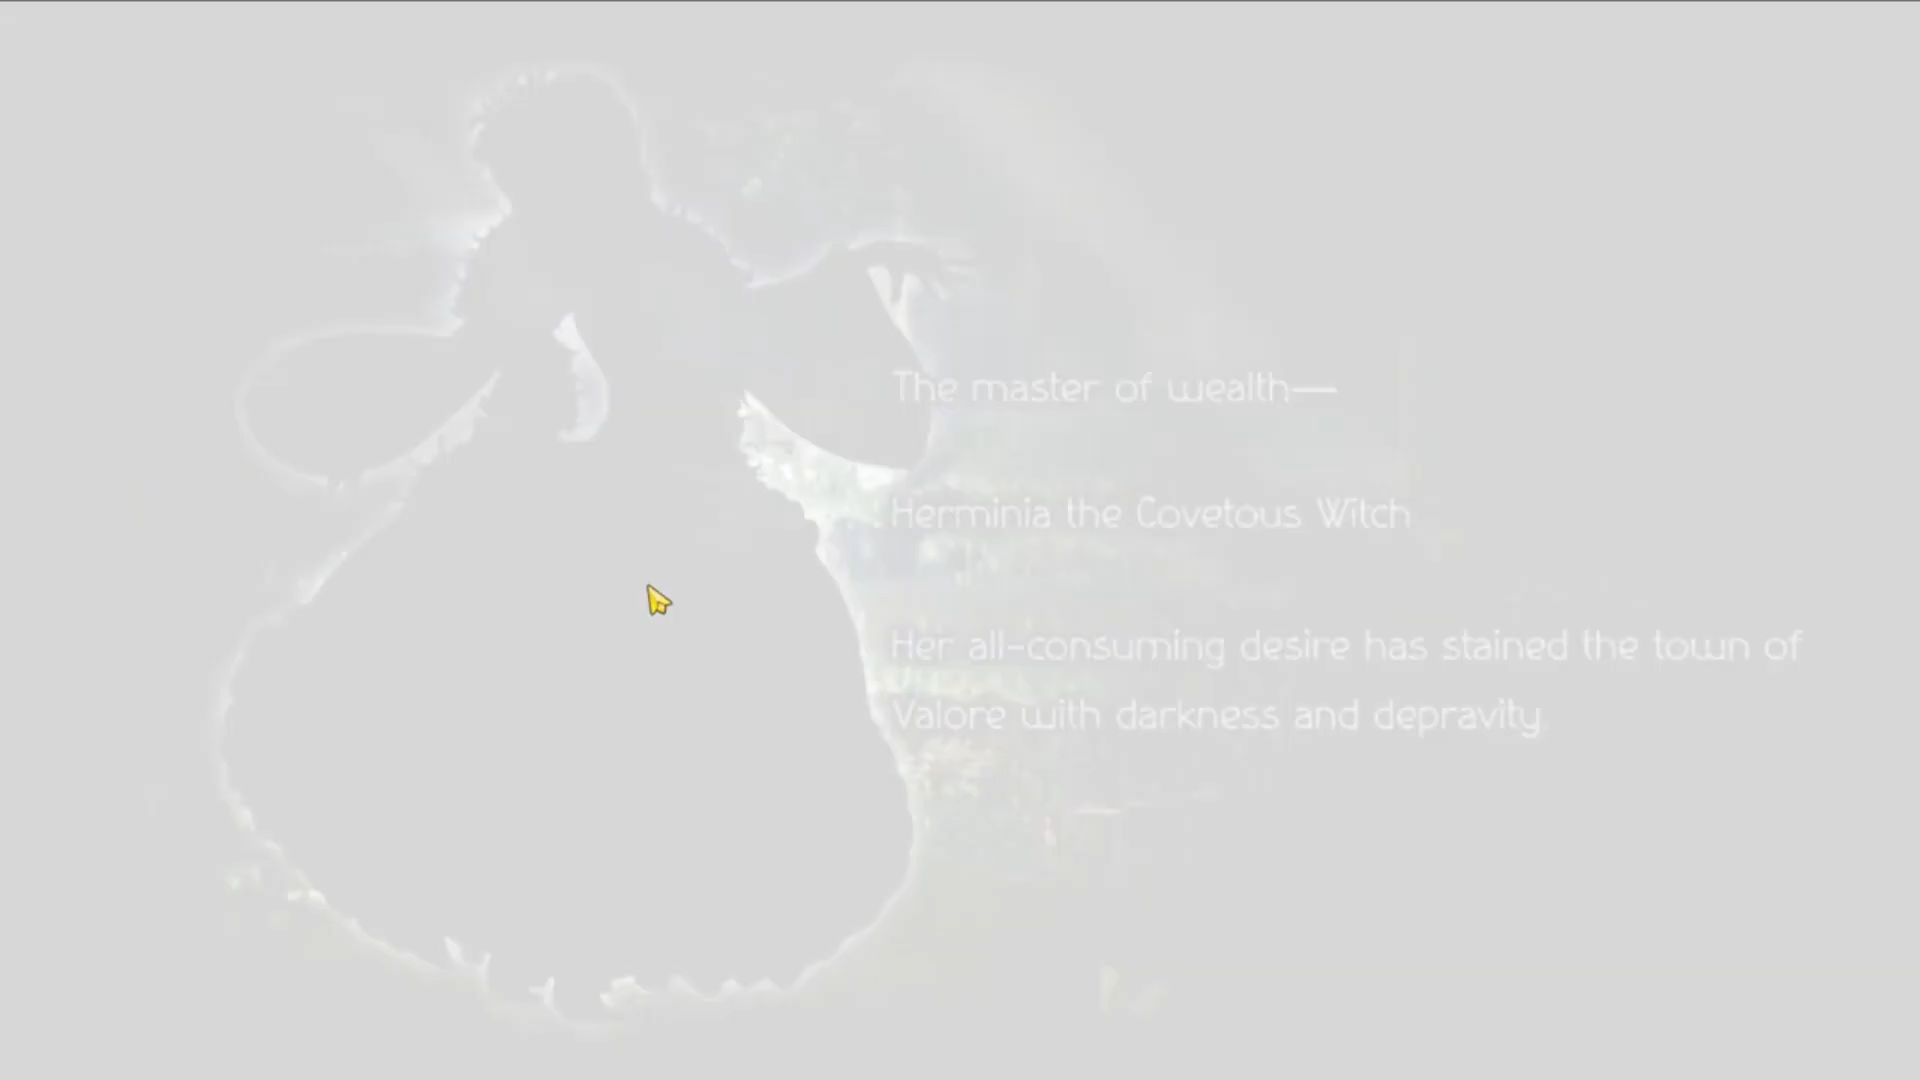 The master of wealth—
Herminia the Covetous Witch
Her all-consuming desire has stained the town of
Valore with darkness and depravity